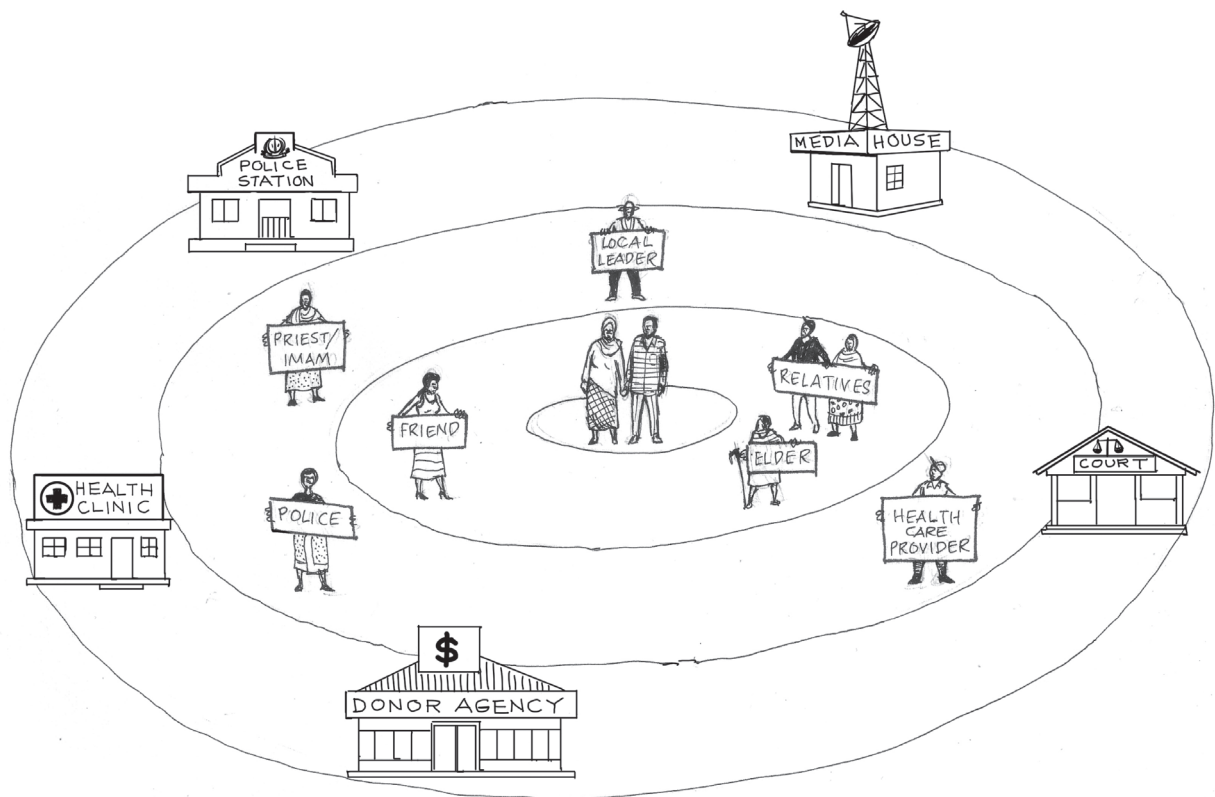 MEDIA HOUSE
POLICE
STATION
LOCAL
LEADER
PRIEST/
IMAM
RELATIVES
FRIEND
ELDER
COURT
HEALTH
CLINIC
POLICE
HEALTH
CARE
PROVIDER
$
DONOR AGENCY